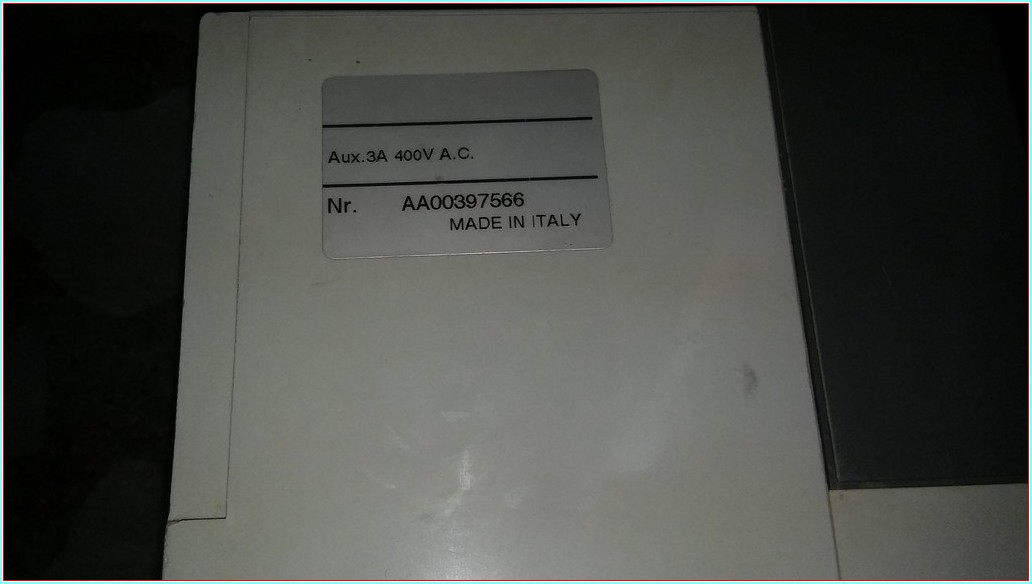 Aux.3A 400V A.C.
Nr. AA00397566
MADE IN ITALY